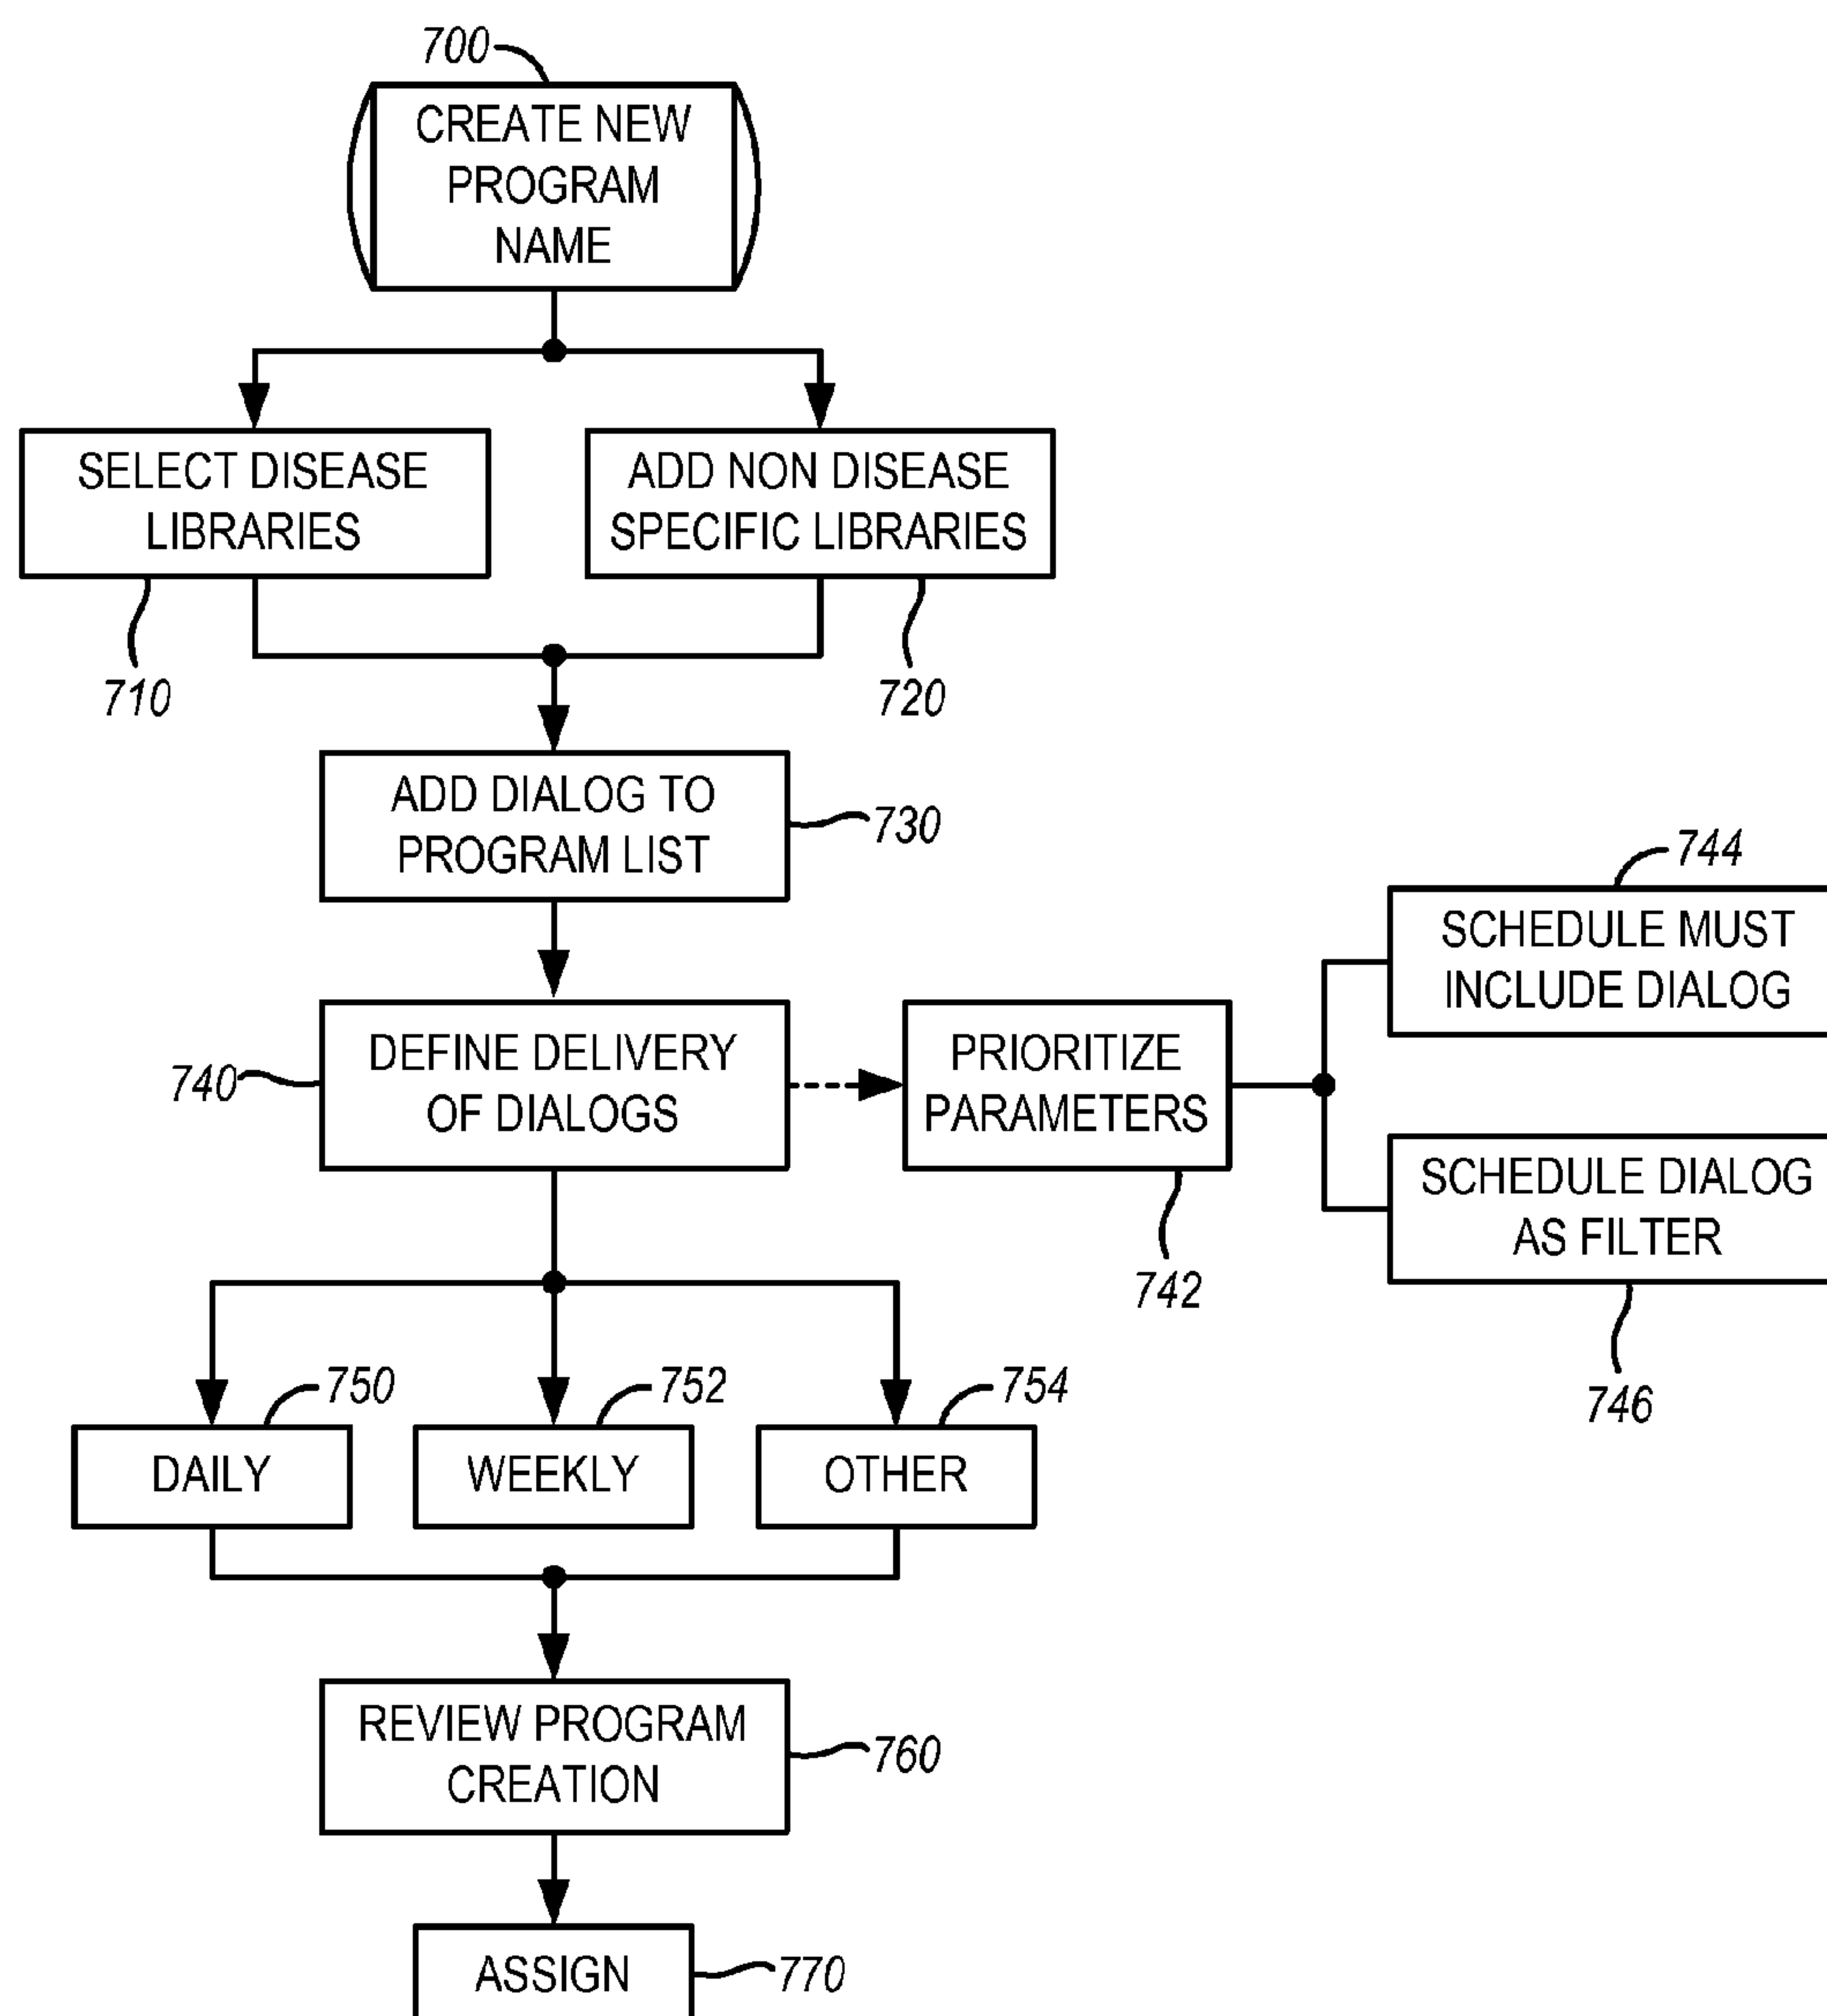 700
CREATE NEW
PROGRAM
NAME
SELECT DISEASE
LIBRARIES
ADD NON DISEASE
SPECIFIC LIBRARIES
710
720
ADD DIALOG TO
PROGRAM LIST
730
744
SCHEDULE MUST
INCLUDE DIALOG
740
DEFINE DELIVERY
OF DIALOGS
PRIORITIZE
PARAMETERS
742
SCHEDULE DIALOG
AS FILTER
746
750
752
754
DAILY
WEEKLY
OTHER
REVIEW PROGRAM
CREATION
760
ASSIGN
770